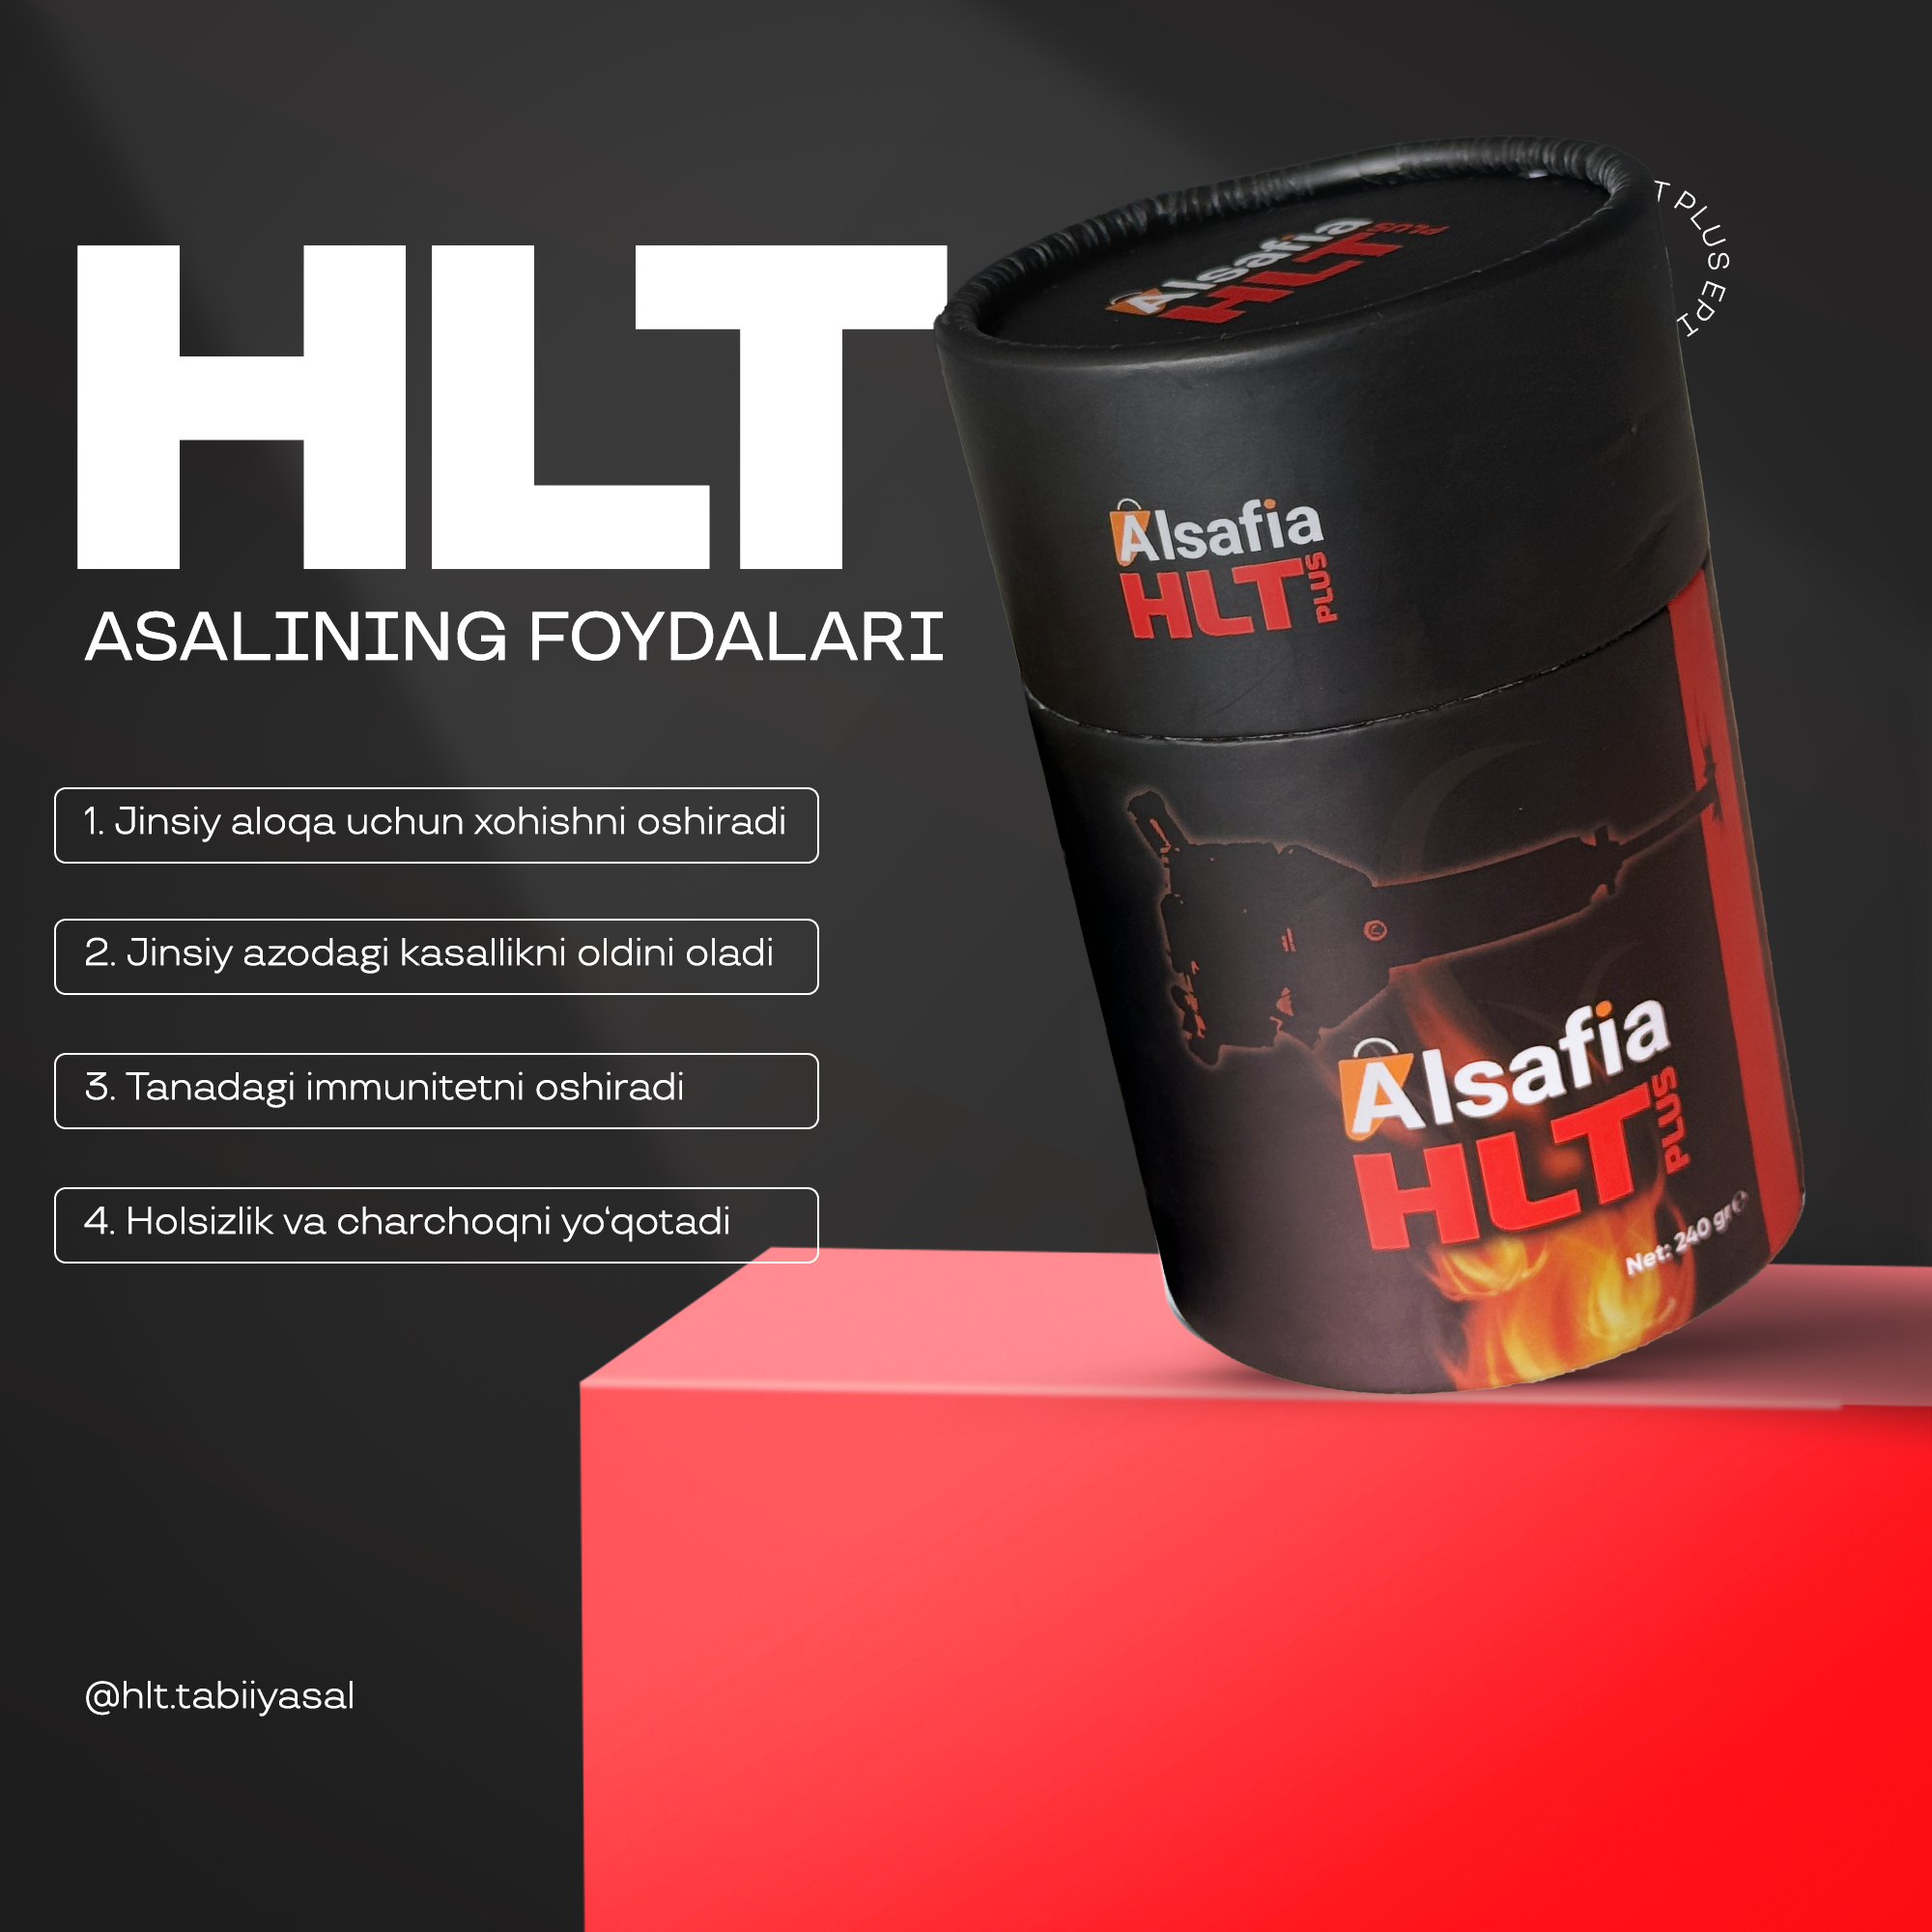 HLT
ASALINING FOYDALARI
1. Jinsiy aloqa uchun xohishni oshiradi
2. Jinsiy azodagi kasallikni oldini oladi
3. Tanadagi immunitetni oshiradi
4. Holsizlik va charchoqni yo‘qotadi
@hlt.tabiiyasal
T PLUS EPI
Alsafia
HLT PLUS
Alsafia
HLT PLUS
Alsafia
HLT PLUS
Net: 240 gr